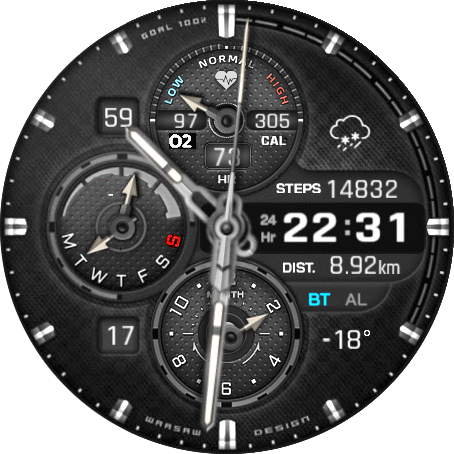 GOAL 100%
NORMAL
LOW
HIGH
59
97
305
O2
CAL
73
HR
STEPS 14832
24
Hr
22:31
M T W T F S S
DIST. 8.92km
BT AL
MONTH
10
2
8
4
6
17
-18°
WARSAW DESIGN